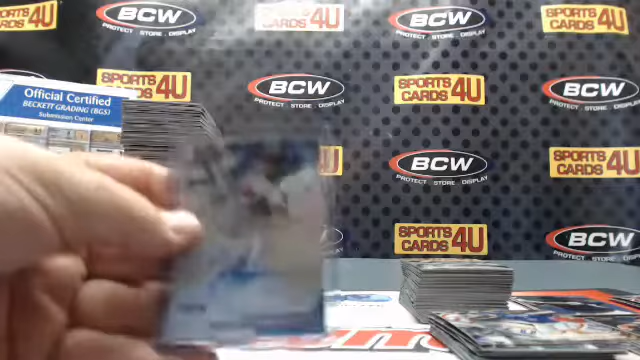 SPORTS
CARDS 4U
BCW
PROTECT . STORE . DISPLAY
SPORTS
CARDS 4U
BCW
PROTECT . STORE . DISPLAY
SPORTS
CARDS 4U
SPORTS
CARDS 4U
BCW
PROTECT . STORE . DISPLAY
SPORTS
CARDS 4U
BCW
PROTECT . STORE . DISPLAY
Official Certified
BECKETT GRADING (BGS)
Submission Center
BCW
PROTECT . STORE . DISPLAY
SPORTS
CARDS 4U
SPORTS
CARDS 4U
BCW
PROTECT . STORE . DISPLAY